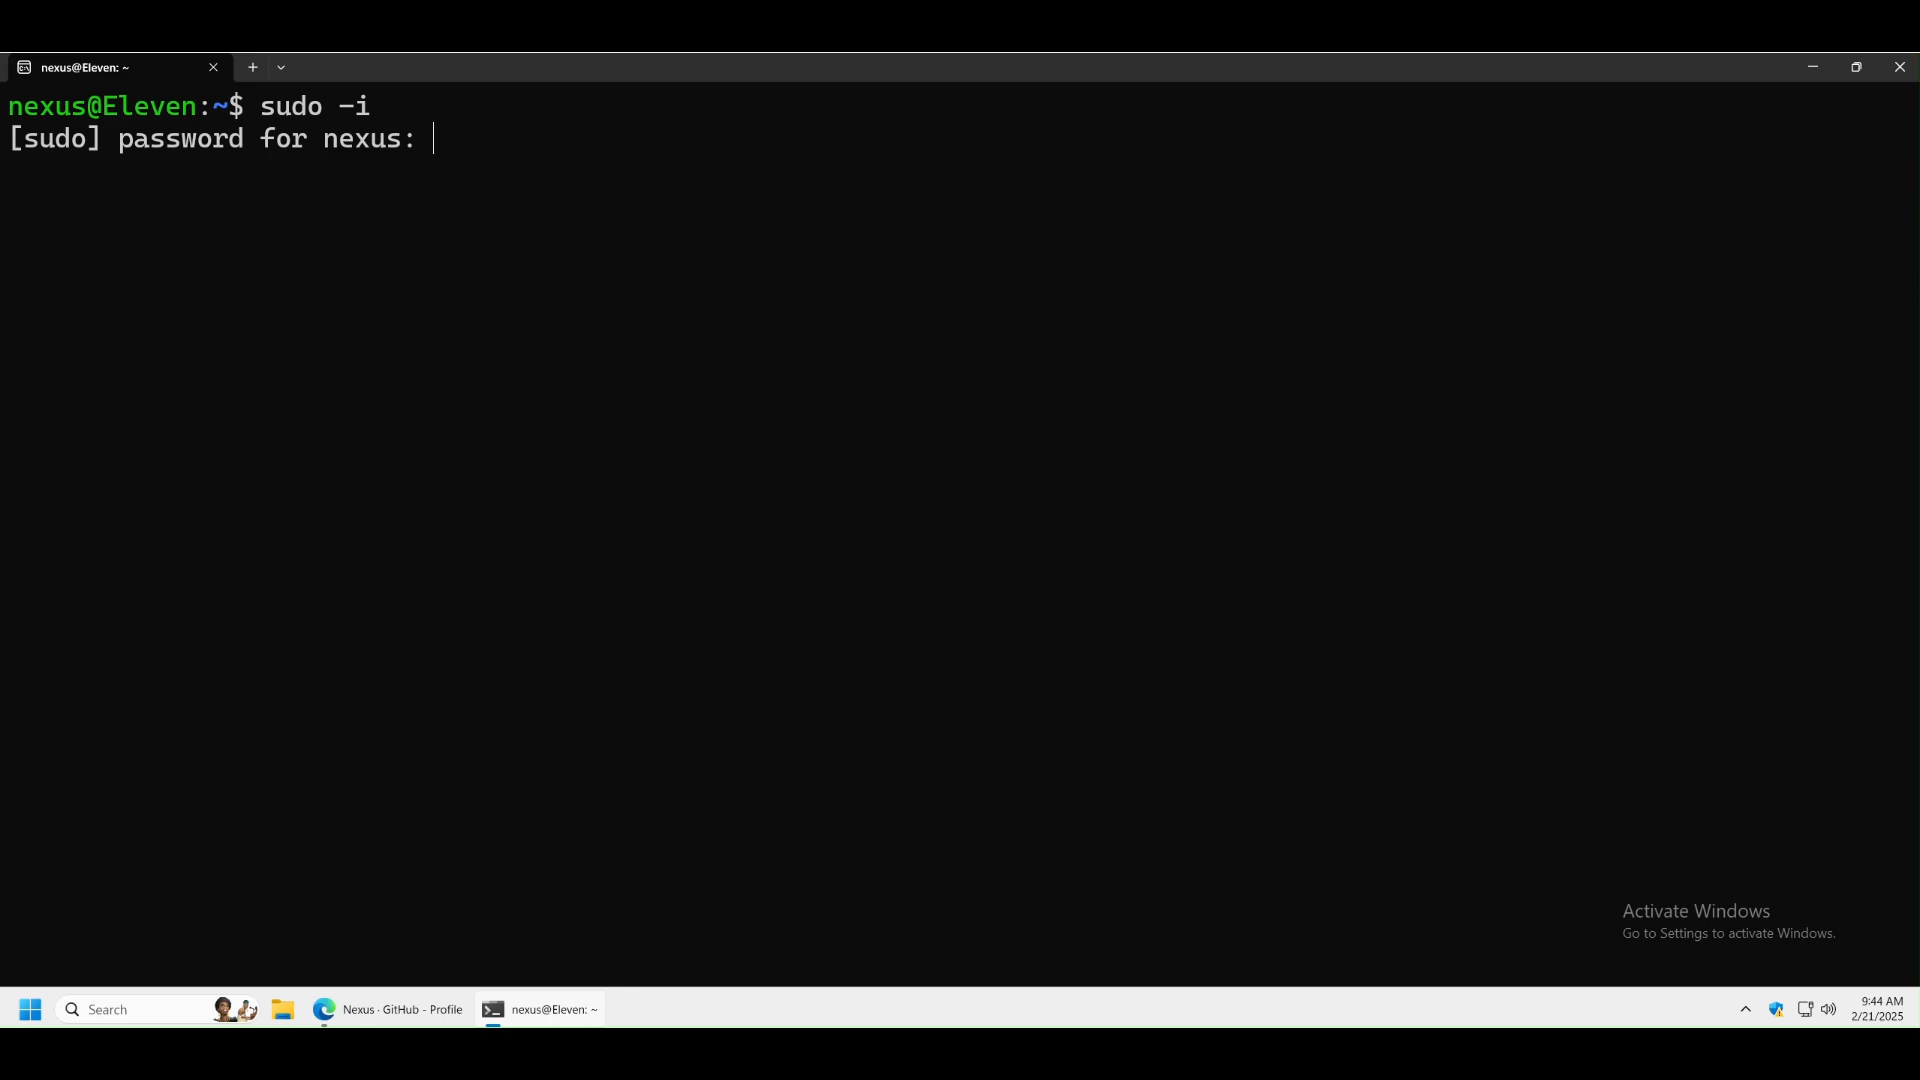 nexus@Eleven: ~
nexus@Eleven:~$ sudo -i
[sudo] password for nexus:
Activate Windows
Go to Settings to activate Windows.
Search
Nexus · GitHub - Profile
nexus@Eleven: ~
9:44 AM
2/21/2025